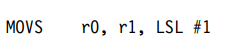 MOVS    r0, r1, LSL #1